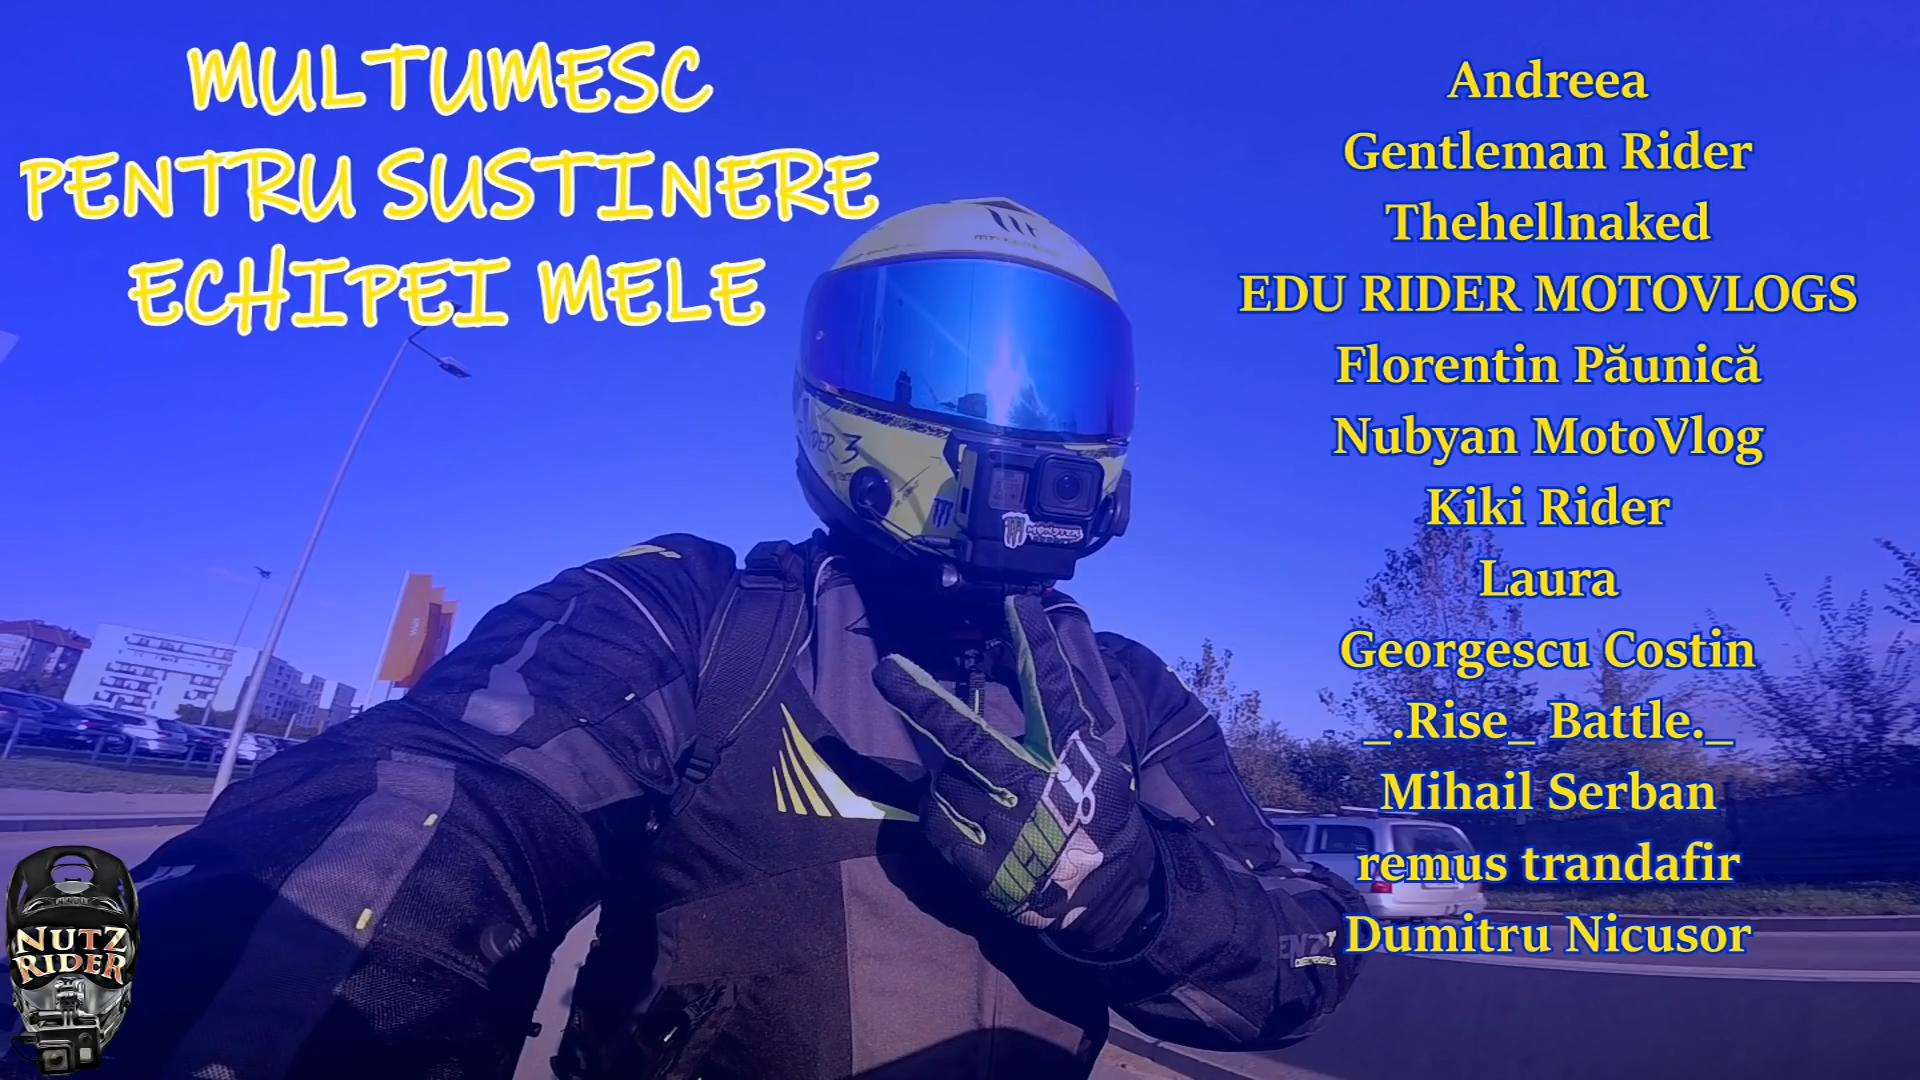 MULTUMESC
PENTRU SUSTINERE
ECHIPEI MELE
Andreea
Gentleman Rider
Thehellnaked
EDU RIDER MOTOVLOGS
Florentin Păunică
Nubyan MotoVlog
Kiki Rider
Laura
Georgescu Costin
_.Rise_ Battle._
Mihail Serban
remus trandafir
Dumitru Nicusor
NUTZ
RIDER